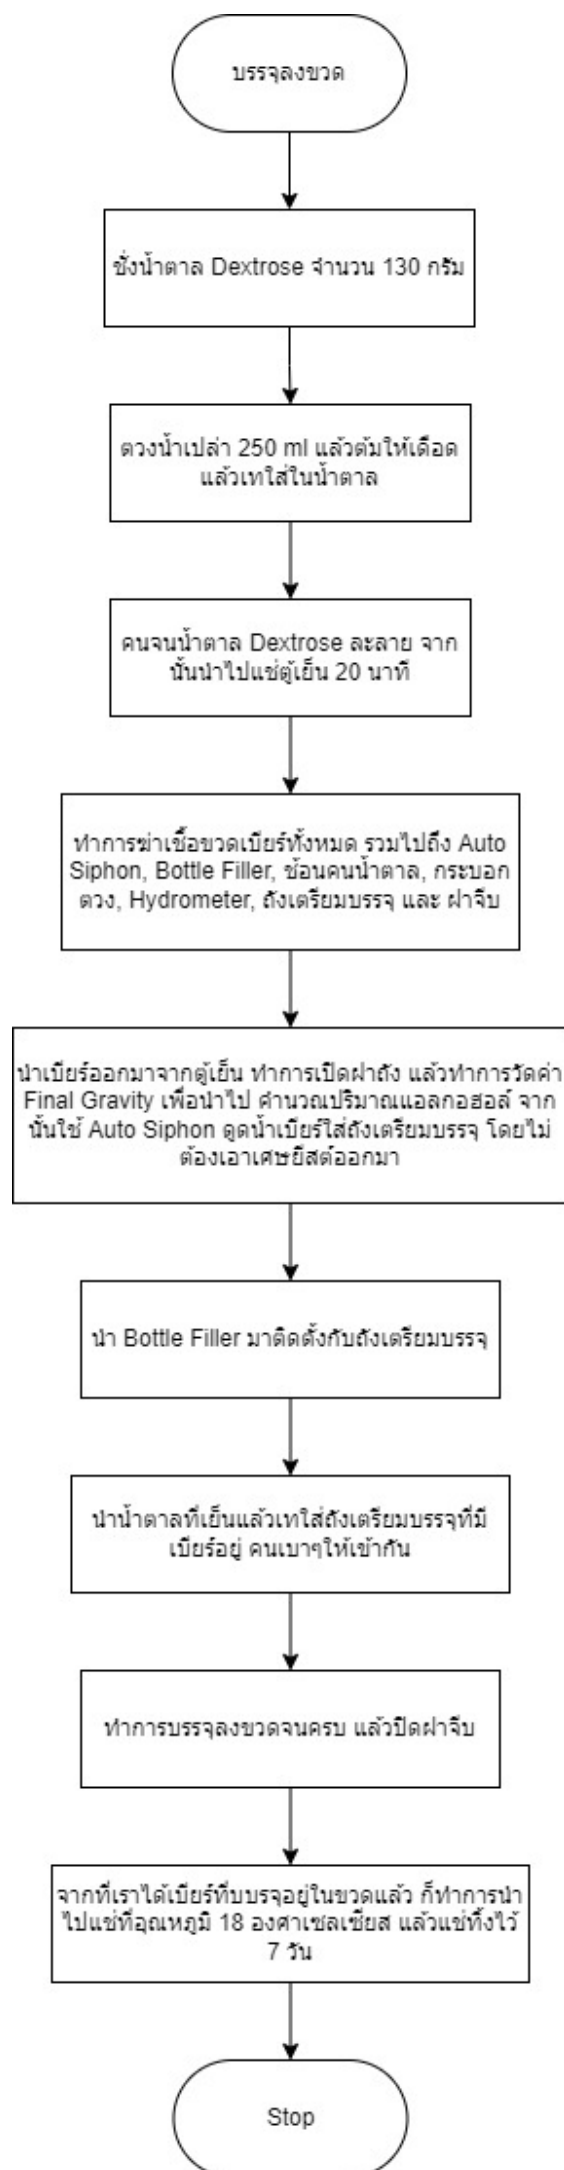 บรรจุลงขวด
ชั่งน้ำตาล Dextrose จำนวน 130 กรัม
ตวงน้ำเปล่า 250 ml แล้วต้มให้เดือด
แล้วเทใส่ในน้ำตาล
คนจนน้ำตาล Dextrose ละลาย จาก
นั้นนำไปแช่ตู้เย็น 20 นาที
ทำการฆ่าเชื้อขวดเบียร์ทั้งหมด รวมไปถึง Auto
Siphon, Bottle Filler, ช้อนคนน้ำตาล, กระบอก
ตวง, Hydrometer, ถังเตรียมบรรจุ และ ฝาจีบ
นำเบียร์ออกมาจากตู้เย็น ทำการเปิดฝาถัง แล้วทำการวัดค่า
Final Gravity เพื่อนำไป คำนวณปริมาณแอลกอฮอล์ จาก
นั้นใช้ Auto Siphon ดูดน้ำเบียร์ใส่ถังเตรียมบรรจุ โดยไม่
ต้องเอาเศษยีสต์ออกมา
นำ Bottle Filler มาติดตั้งกับถังเตรียมบรรจุ
นำน้ำตาลที่เย็นแล้วเทใส่ถังเตรียมบรรจุที่มี
เบียร์อยู่ คนเบาๆให้เข้ากัน
ทำการบรรจุลงขวดจนครบ แล้วปิดฝาจีบ
จากที่เราได้เบียร์ที่บบรจุอยู่ในขวดแล้ว ก็ทำการนำ
ไปแช่ที่อุณหภูมิ 18 องศาเซลเซียส แล้วแช่ทิ้งไว้
7 วัน
Stop